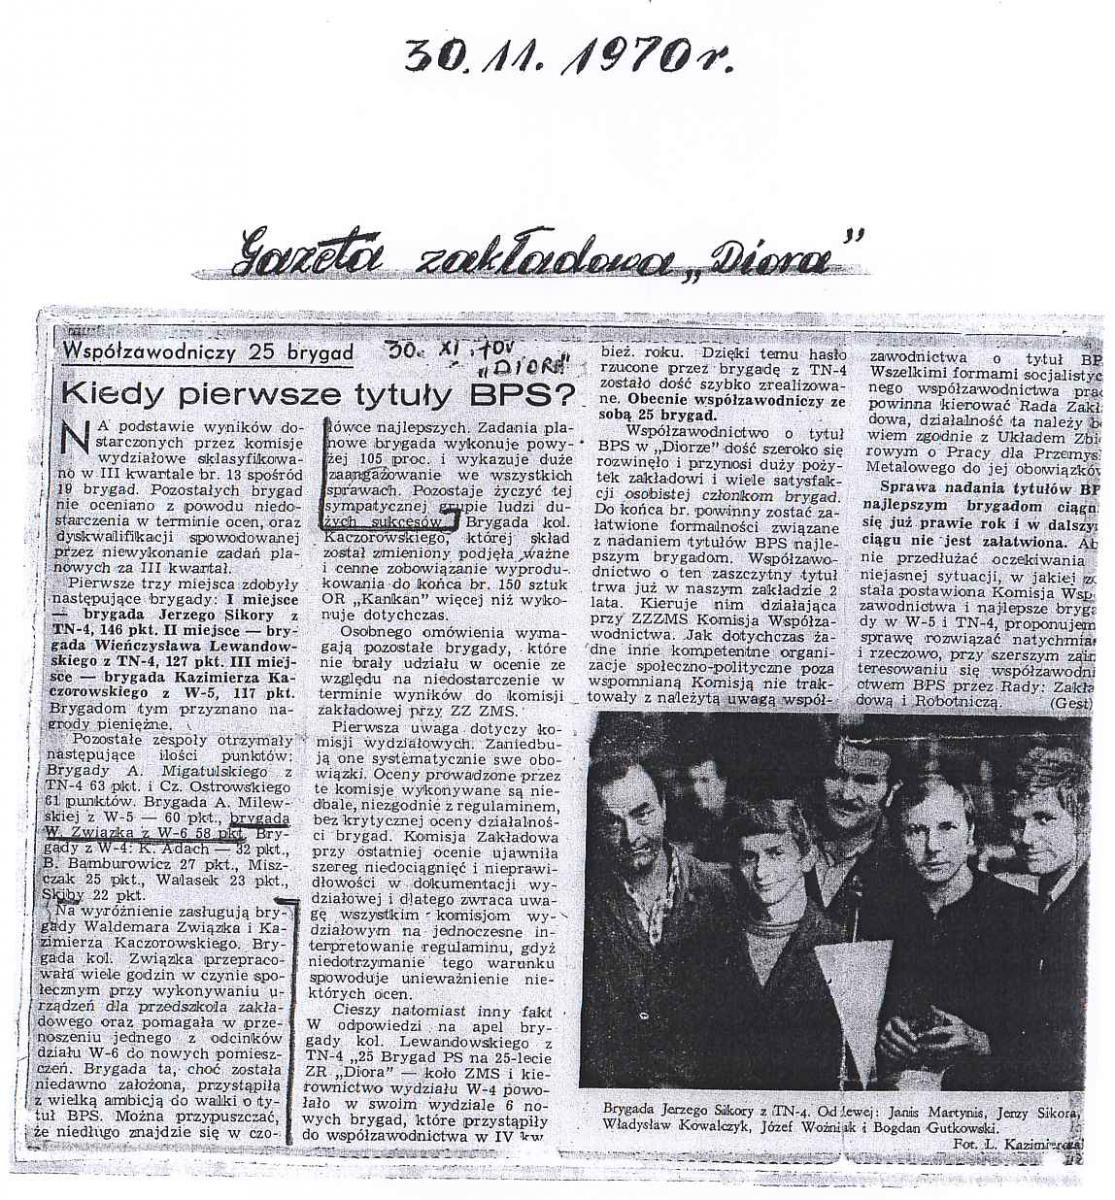 30.11.1970r.
Gazeta zakładowa „Diora”
Współzawodniczy 25 brygad
30. XI.
„DIORA”
Kiedy pierwsze tytuły BPS?
NA podstawie wyników do-
starczonych przez komisje
wydziałowe sklasyfikowa-
no w III kwartale br. 13 spośród
19 brygad. Pozostałych brygad
nie oceniano z powodu niedo-
starczenia w terminie ocen, oraz
dyskwalifikacji spowodowanej
przez niewykonanie zadań pla-
nowych za III kwartał.
Pierwsze trzy miejsca zdobyły
następujące brygady: I miejsce
— brygada Jerzego Sikory z
TN-4, 146 pkt. II miejsce — bry-
gada Wieńczysława Lewandow-
skiego z TN-4, 127 pkt. III miej-
sce — brygada Kazimierza Ka-
czorowskiego z W-5, 117 pkt.
Brygadom tym przyznano na-
grody pieniężne.
Pozostałe zespoły otrzymały
następujące ilości punktów:
Brygady A. Migatulskiego z
TN-4 63 pkt. i Cz. Ostrowskiego
61 punktów. Brygada A. Milew-
skiej z W-5 — 60 pkt., brygada
W. Związka z W-6 58 pkt. Bry-
gady z W-4: K. Adach — 32 pkt.,
B. Bamburowicz 27 pkt., Misz-
czak 25 pkt., Walasek 23 pkt.,
Skiby 22 pkt.
Na wyróżnienie zasługują bry-
gady Waldemara Związka i Ka-
zimierza Kaczorowskiego. Bry-
gada kol. Związka przepraco-
wała wiele godzin w czynie spo-
łecznym przy wykonywaniu u-
rządzeń dla przedszkola zakła-
dowego oraz pomagała w prze-
noszeniu jednego z odcinków
działu W-6 do nowych pomiesz-
czeń. Brygada ta, choć została
niedawno założona, przystąpiła
z wielką ambicją do walki o ty-
tuł BPS. Można przypuszczać,
że niedługo znajdzie się w czo-
łówce najlepszych. Zadania pla-
nowe brygada wykonuje powy-
żej 105 proc. i wykazuje duże
zaangażowanie we wszystkich
sprawach. Pozostaje życzyć tej
sympatycznej grupie ludzi du-
żych sukcesów. Brygada kol.
Kaczorowskiego, której skład
został zmieniony podjęła ważne
i cenne zobowiązanie wyprodu-
kowania do końca br. 150 sztuk
OR „Kankan” więcej niż wyko-
nuje dotychczas.
Osobnego omówienia wyma-
gają pozostałe brygady, które
nie brały udziału w ocenie ze
względu na niedostarczenie w
terminie wyników do komisji
zakładowej przy ZZ ZMS.
Pierwsza uwaga dotyczy ko-
misji wydziałowych. Zaniedbu-
ją one systematycznie swe obo-
wiązki. Oceny prowadzone przez
te komisje wykonywane są nie-
dbale, niezgodnie z regulaminem,
bez krytycznej oceny działalno-
ści brygad. Komisja Zakładowa
przy ostatniej ocenie ujawniła
szereg niedociągnięć i nieprawi-
dłowości w dokumentacji wy-
działowej i dlatego zwraca uwa-
gę wszystkim komisjom wy-
działowym na jednoczesne in-
terpretowanie regulaminu, gdyż
niedotrzymanie tego warunku
spowoduje unieważnienie nie-
których ocen.
Cieszy natomiast inny fakt
W odpowiedzi na apel bry-
gady kol. Lewandowskiego z
TN-4 „25 Brygad PS na 25-lecie
ZR „Diora” — koło ZMS i kie-
rownictwo wydziału W-4 powo-
łało w swoim wydziale 6 no-
wych brygad, które przystąpiły
do współzawodnictwa w IV kw
bież. roku. Dzięki temu hasło
rzucone przez brygadę z TN-4
zostało dość szybko zrealizowa-
ne. Obecnie współzawodniczy ze
sobą 25 brygad.
Współzawodnictwo o tytuł
BPS w „Diorze” dość szeroko się
rozwinęło i przynosi duży poży-
tek zakładowi i wiele satysfak-
cji osobistej członkom brygad.
Do końca br. powinny zostać za-
łatwione formalności związane
z nadaniem tytułów BPS najle-
pszym brygadom. Współzawo-
dnictwo o ten zaszczytny tytuł
trwa już w naszym zakładzie 2
lata. Kieruje nim działająca
przy ZZZMS Komisja Współza-
wodnictwa. Jak dotychczas ża-
dne inne kompetentne organi-
zacje społeczno-polityczne poza
wspomnianą Komisją nie trak-
towały z należytą uwagą współ-
zawodnictwa o tytuł BP
Wszelkimi formami socjalistyc
nego współzawodnictwa prac
powinna kierować Rada Zakł
dowa, działalność ta należy b
wiem zgodnie z Układem Zbi
rowym o Pracy dla Przemys
Metalowego do jej obowiązków
Sprawa nadania tytułów BP
najlepszym brygadom ciągn
się już prawie rok i w dalszy
ciągu nie jest załatwiona. Ab
nie przedłużać oczekiwania
niejasnej sytuacji, w jakiej zo
stała postawiona Komisja Wsp
zawodnictwa i najlepsze bryg
dy w W-5 i TN-4, proponujem
sprawę rozwiązać natychmia
i rzeczowo, przy szerszym zain
teresowaniu się współzawodni
ctwem BPS przez Rady: Zakła
dową i Robotniczą. (Gest)
Brygada Jerzego Sikory z TN-4. Od lewej: Janis Martynis, Jerzy Sikora,
Władysław Kowalczyk, Józef Woźniak i Bogdan Gutkowski.
Fot. L. Kazimierczak